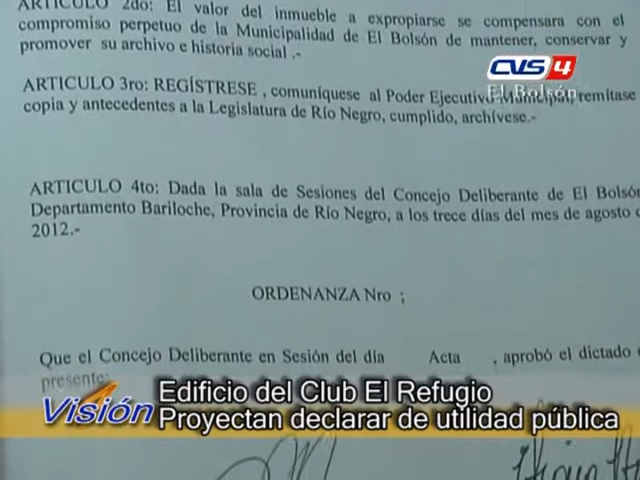 ARTICULO 2do: El valor del inmueble a expropiarse se compensara con el
compromiso perpetuo de la Municipalidad de El Bolsón de mantener, conservar y
promover su archivo e historia social .-
CVS4
El Bolsón
ARTICULO 3ro: REGÍSTRESE , comuníquese al Poder Ejecutivo Municipal, remítase
copia y antecedentes a la Legislatura de Río Negro, cumplido, archívese.-
ARTICULO 4to: Dada la sala de Sesiones del Concejo Deliberante de El Bolsón
Departamento Bariloche, Provincia de Río Negro, a los trece días del mes de agosto
2012.-
ORDENANZA Nro ;
Que el Concejo Deliberante en Sesión del día Acta , aprobó el dictado
presente:
Visión
Edificio del Club El Refugio
Proyectan declarar de utilidad pública